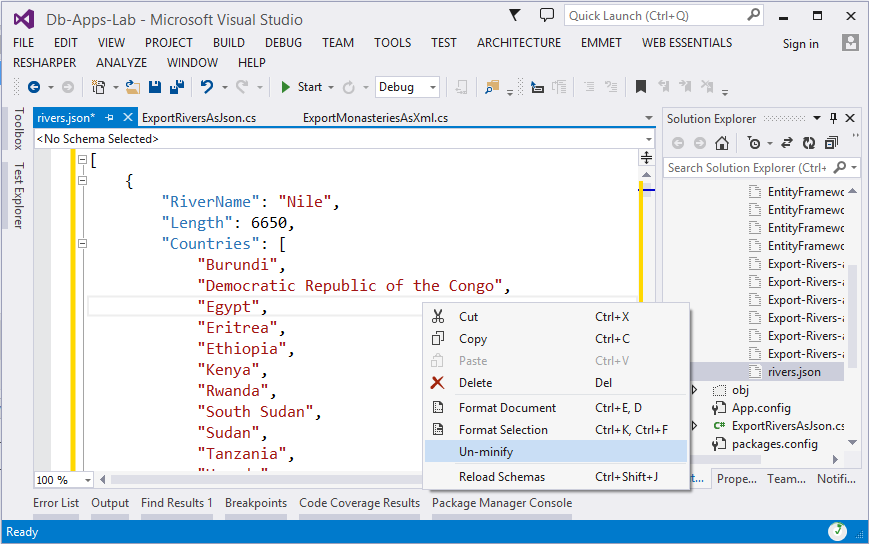 Db-Apps-Lab - Microsoft Visual Studio
Quick Launch (Ctrl+Q)
FILE EDIT VIEW PROJECT BUILD DEBUG TEAM TOOLS TEST ARCHITECTURE EMMET WEB ESSENTIALS Sign in
RESHARPER ANALYZE WINDOW HELP
Start Debug
Toolbox
Test Explorer
rivers.json* ExportRiversAsJson.cs ExportMonasteriesAsXml.cs
<No Schema Selected>
[
{
"RiverName": "Nile",
"Length": 6650,
"Countries": [
"Burundi",
"Democratic Republic of the Congo",
"Egypt",
"Eritrea",
"Ethiopia",
"Kenya",
"Rwanda",
"South Sudan",
"Sudan",
"Tanzania",
100 %
Cut Ctrl+X
Copy Ctrl+C
Paste Ctrl+V
Delete Del
Format Document Ctrl+E, D
Format Selection Ctrl+K, Ctrl+F
Un-minify
Reload Schemas Ctrl+Shift+J
Solution Explorer
Search Solution Explorer (Ctrl+
EntityFramewo
EntityFramewo
EntityFramewo
EntityFramewo
Export-Rivers-a
Export-Rivers-a
Export-Rivers-a
Export-Rivers-a
Export-Rivers-a
Export-Rivers-a
rivers.json
obj
App.config
ExportRiversAsJson.cs
packages.config
t... Prope... Team... Notifi...
Error List Output Find Results 1 Breakpoints Code Coverage Results Package Manager Console
Ready